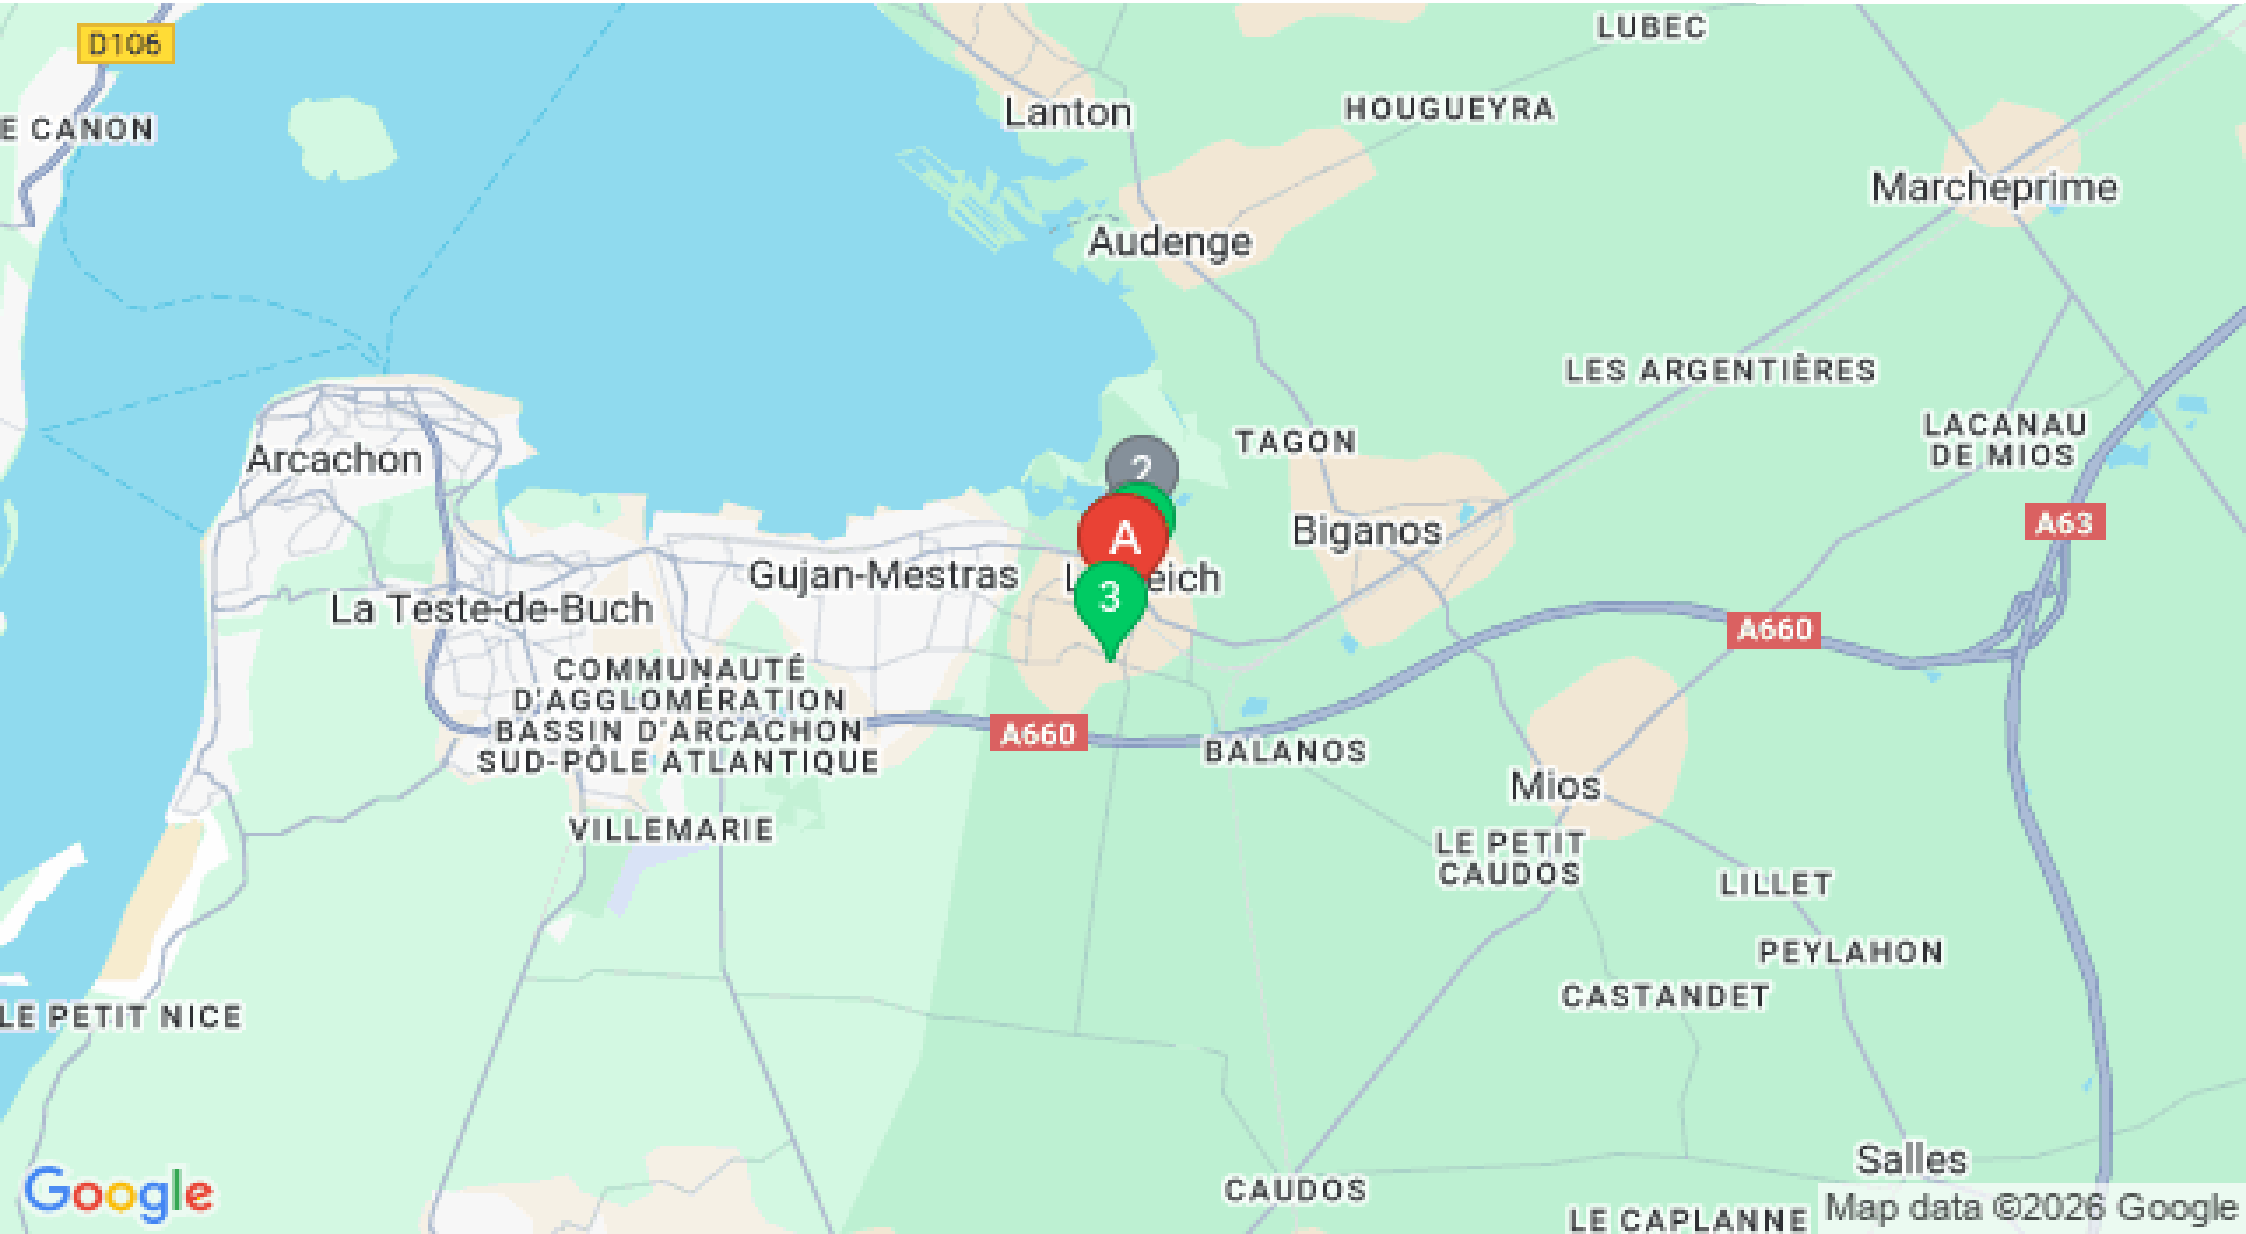 D106
LUBEC
Lanton
HOUGUEYRA
E CANON
Marcheprime
Audenge
LES ARGENTIÈRES
TAGON
LACANAU
DE MIOS
Arcachon
2
A
A63
Biganos
Gujan-Mestras
eich
3
La Teste-de-Buch
A660
COMMUNAUTÉ
D'AGGLOMÉRATION
BASSIN D'ARCACHON
SUD-PÔLE ATLANTIQUE
A660
BALANOS
Mios
VILLEMARIE
LE PETIT
CAUDOS
LILLET
PEYLAHON
CASTANDET
LE PETIT NICE
Salles
CAUDOS
Google
LE CAPLANNE
Map data ©2026 Google